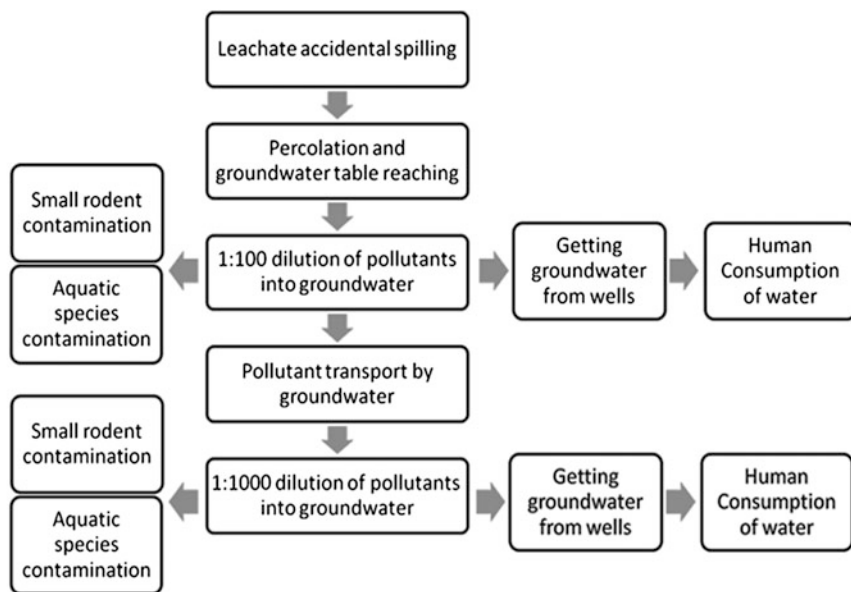 Leachate accidental spilling
Percolation and
groundwater table reaching
Small rodent
contamination
Aquatic
species
contamination
1:100 dilution of pollutants
into groundwater
Getting
groundwater
from wells
Human
Consumption
of water
Pollutant transport by
groundwater
Small rodent
contamination
Aquatic
species
contamination
1:1000 dilution of pollutants
into groundwater
Getting
groundwater
from wells
Human
Consumption
of water